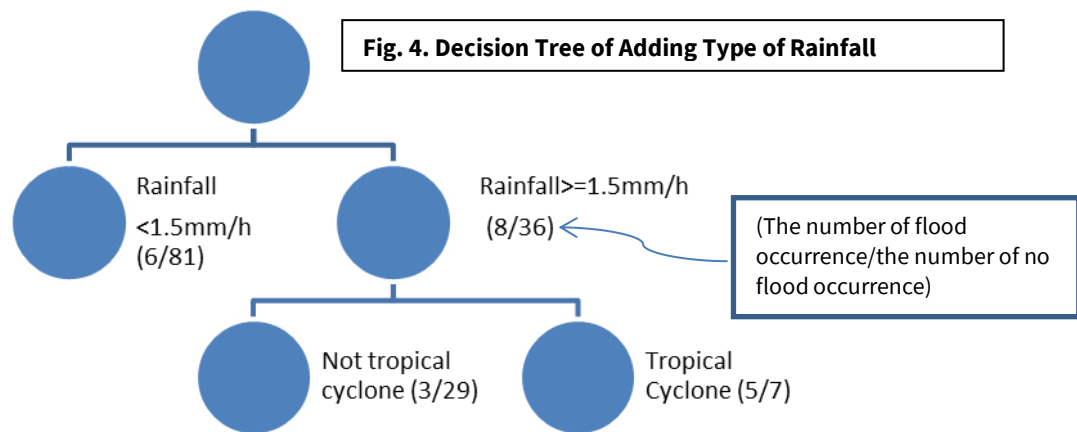 Fig. 4. Decision Tree of Adding Type of Rainfall
Rainfall
<1.5mm/h
(6/81)
Rainfall>=1.5mm/h
(8/36)
(The number of flood
occurrence/the number of no
flood occurrence)
Not tropical
cyclone (3/29)
Tropical
Cyclone (5/7)